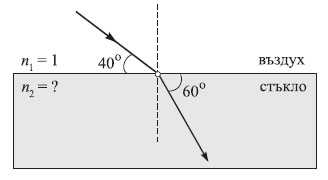 n₁ = 1 40° въздух
n₂ = ? 60° стъкло